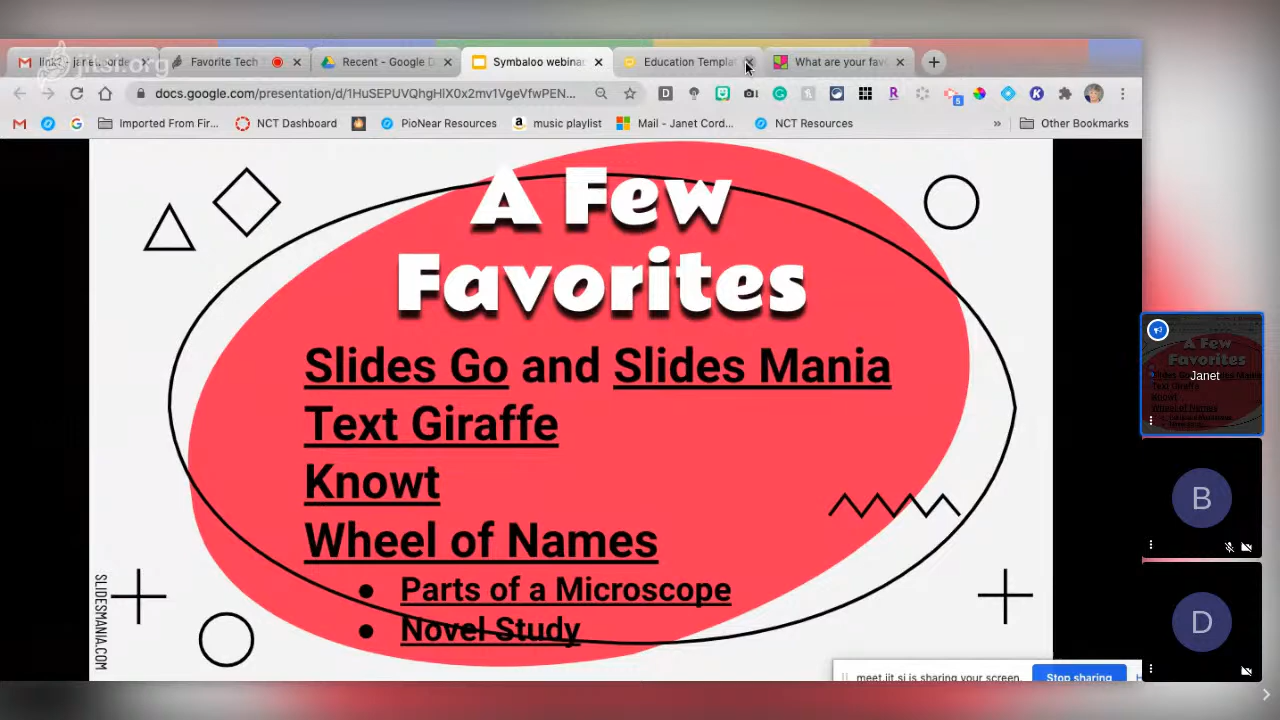 jitsi.org
Favorite Tech
Recent - Google D
Symbaloo webinar
Education Templat
What are your fav
docs.google.com/presentation/d/1HuSEPUVQhgHlX0x2mv1VgeVfwPEN...
5
NCT Dashboard
Imported From Fir...
PioNear Resources
music playlist
Mail - Janet Cord...
NCT Resources
»
Other Bookmarks
A Few
Favorites
Slides Go and Slides Mania
Text Giraffe
Knowt
Wheel of Names
Parts of a Microscope
Novel Study
SLIDESMANIA.COM
meet.jit.si is sharing your screen.
Stop sharing
Janet
B
D